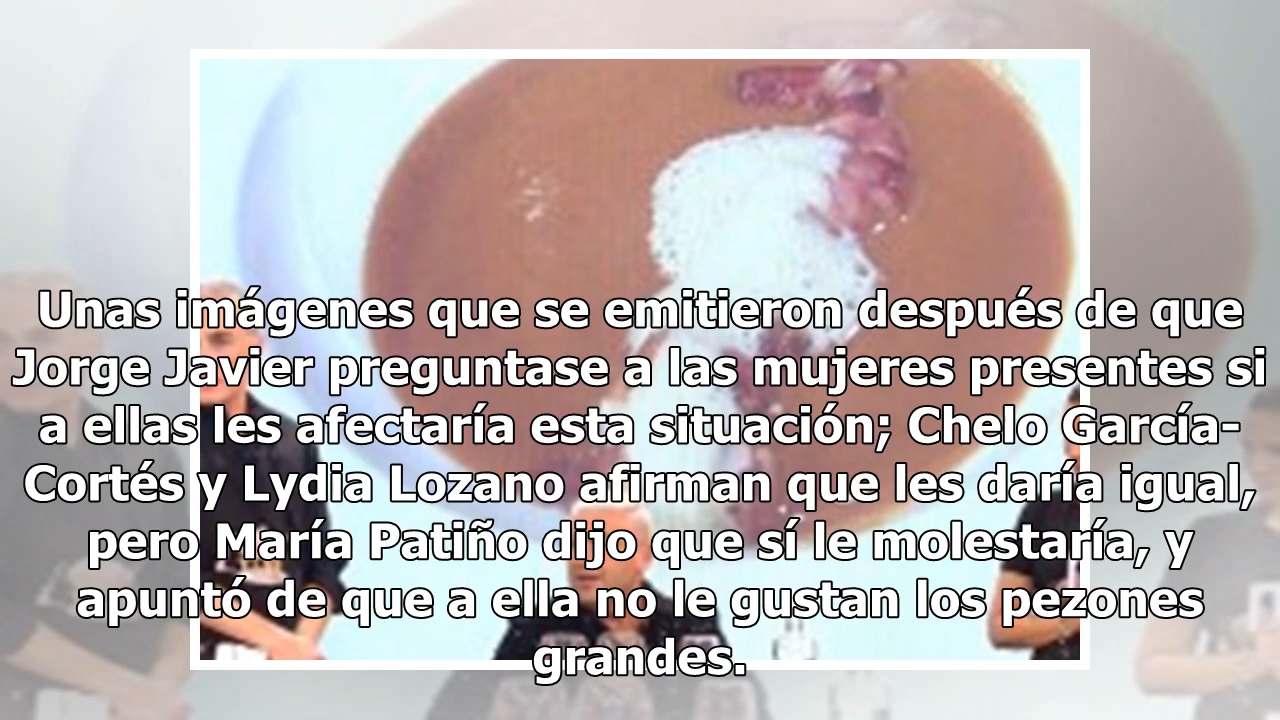 Unas imágenes que se emitieron después de que
Jorge Javier preguntase a las mujeres presentes si
a ellas les afectaría esta situación; Chelo García-
Cortés y Lydia Lozano afirman que les daría igual,
pero María Patiño dijo que sí le molestaría, y
apuntó de que a ella no le gustan los pezones
grandes.